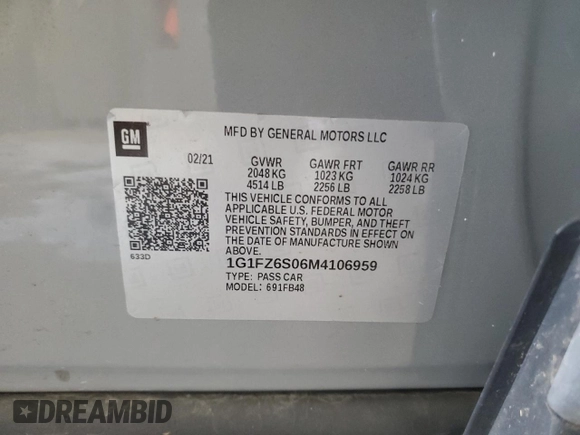 GM
MFD BY GENERAL MOTORS LLC
02/21 GVWR GAWR FRT GAWR RR
2048 KG 1023 KG 1024 KG
4514 LB 2256 LB 2258 LB
THIS VEHICLE CONFORMS TO ALL
APPLICABLE U.S. FEDERAL MOTOR
VEHICLE SAFETY, BUMPER, AND THEFT
PREVENTION STANDARDS IN EFFECT ON
THE DATE OF MANUFACTURE SHOWN
ABOVE.
633D
1G1FZ6S06M4106959
TYPE: PASS CAR
MODEL: 691FB48
DREAMBID